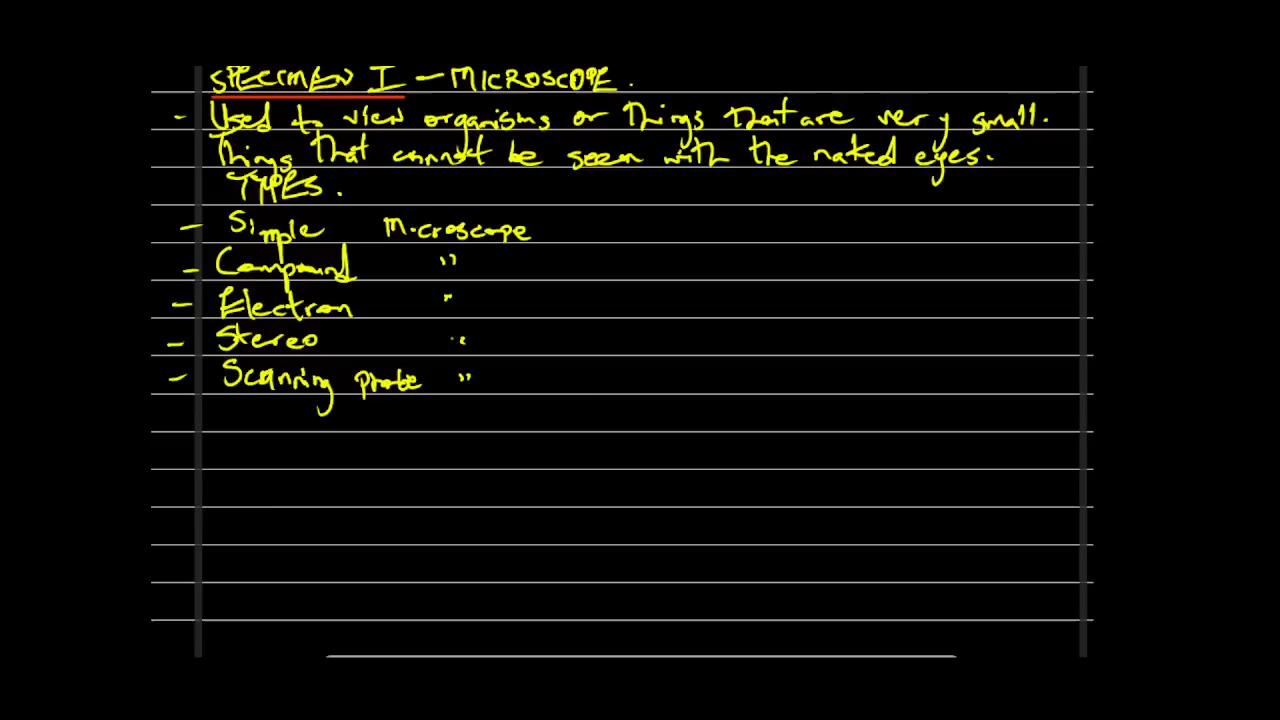 SPECIMEN I - MICROSCOPE.
- Used to view organisms or things that are very small.
Things that cannot be seen with the naked eyes.
TYPES.
- Simple Microscope
- Compound "
- Electron "
- Stereo "
- Scanning probe "